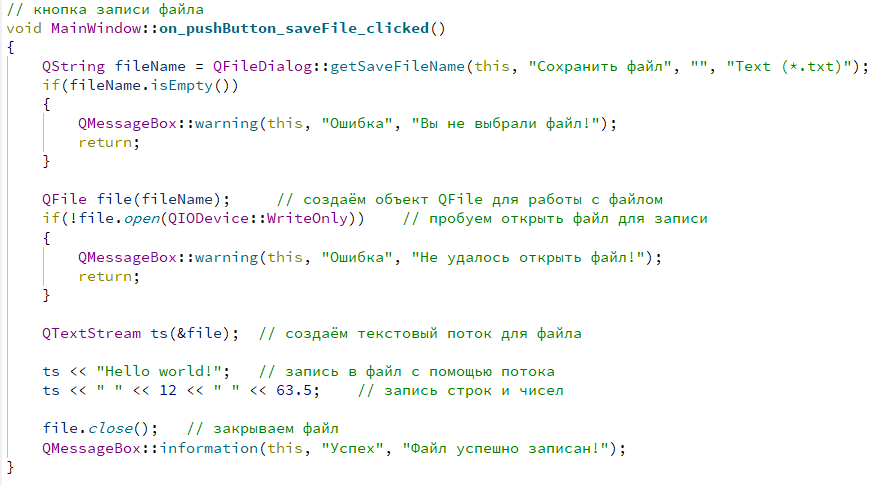 // кнопка записи файла
void MainWindow::on_pushButton_saveFile_clicked()
{
    QString fileName = QFileDialog::getSaveFileName(this, "Сохранить файл", "", "Text (*.txt)");
    if(fileName.isEmpty())
    {
        QMessageBox::warning(this, "Ошибка", "Вы не выбрали файл!");
        return;
    }

    QFile file(fileName);     // создаём объект QFile для работы с файлом
    if(!file.open(QIODevice::WriteOnly))    // пробуем открыть файл для записи
    {
        QMessageBox::warning(this, "Ошибка", "Не удалось открыть файл!");
        return;
    }

    QTextStream ts(&file);  // создаём текстовый поток для файла

    ts << "Hello world!";   // запись в файл с помощью потока
    ts << " " << 12 << " " << 63.5;    // запись строк и чисел

    file.close();   // закрываем файл
    QMessageBox::information(this, "Успех", "Файл успешно записан!");
}